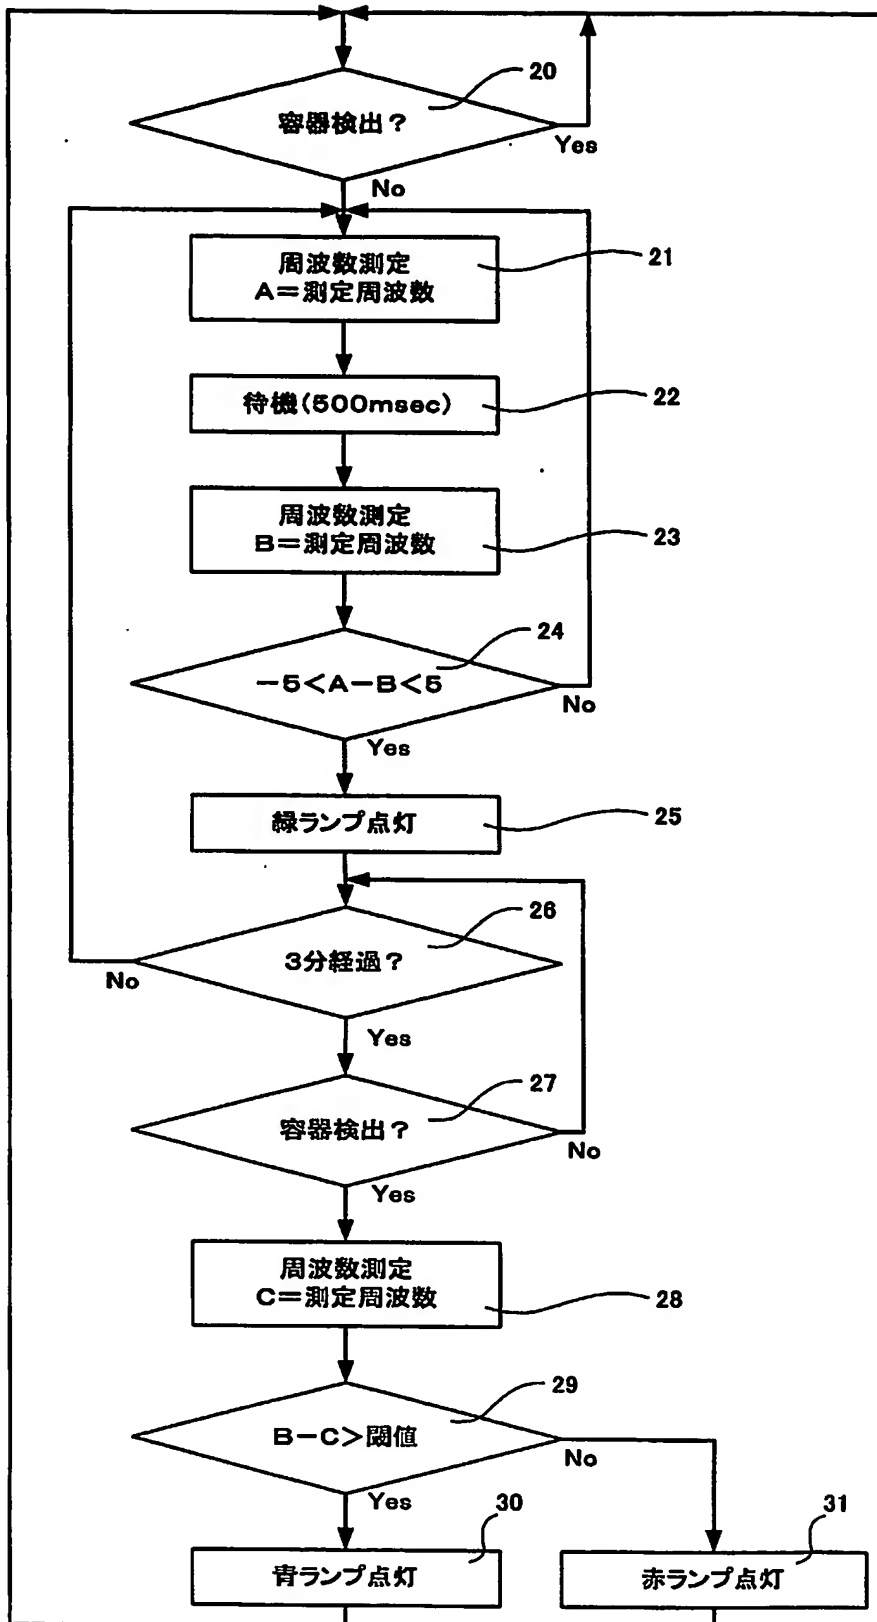 20
容器検出？
Yes
No
周波数測定
A＝測定周波数
21
待機(500msec)
22
周波数測定
B＝測定周波数
23
24
－5＜A－B＜5
No
Yes
緑ランプ点灯
25
26
3分経過？
No
Yes
27
容器検出？
No
Yes
周波数測定
C＝測定周波数
28
29
B－C＞閾値
No
Yes
30
31
青ランプ点灯
赤ランプ点灯